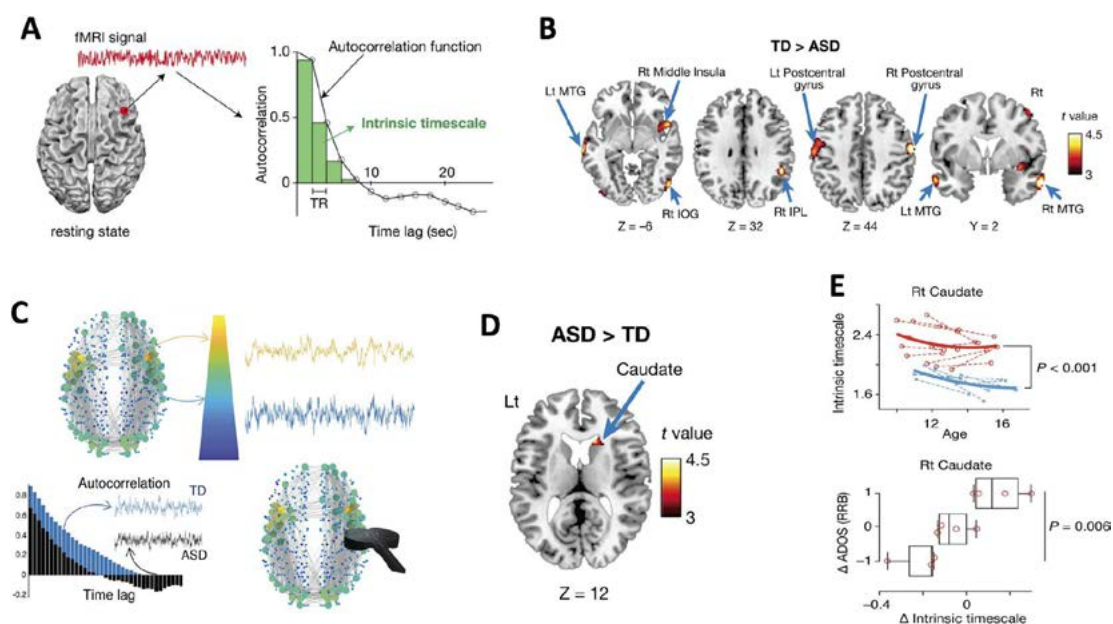 A
fMRI signal
resting state
1.0
0.5
0
Autocorrelation
Autocorrelation function
Intrinsic timescale
10
20
TR
Time lag (sec)
B
TD > ASD
Lt MTG
Rt Middle Insula
Rt IOG
Z = −6
Rt IPL
Z = 32
Lt Postcentral
gyrus
Rt Postcentral
gyrus
Z = 44
Rt
Lt MTG
Rt MTG
Y = 2
t value
4.5
3
C
0.8
0.6
0.4
0.2
0
-0.2
Autocorrelation
TD
ASD
Time lag
D
ASD > TD
Caudate
Lt
t value
4.5
3
Z = 12
E
Rt Caudate
Intrinsic timescale
2.4
1.6
12
16
Age
P < 0.001
Rt Caudate
Δ ADOS (RRB)
1
0
−1
P = 0.006
−0.4
0
Δ Intrinsic timescale